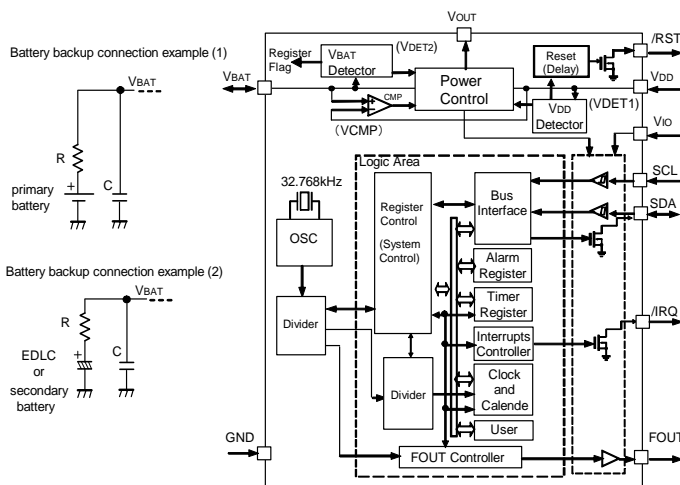 Battery backup connection example (1)
VBAT
R
+
C
primary
battery
Battery backup connection example (2)
VBAT
R
+
C
EDLC
or
secondary
battery
VOUT
Register
Flag
VBAT
Detector
(VDET2)
Power
Control
Reset
(Delay)
/RST
VBAT
+
−
CMP
(VCMP)
VDD
Detector
(VDET1)
VDD
VIO
Logic Area
32.768kHz
OSC
Divider
Register
Control
(System
Control)
Divider
Bus
Interface
SCL
SDA
Alarm
Register
Timer
Register
Interrupts
Controller
/IRQ
Clock
and
Calende
User
GND
FOUT Controller
FOUT